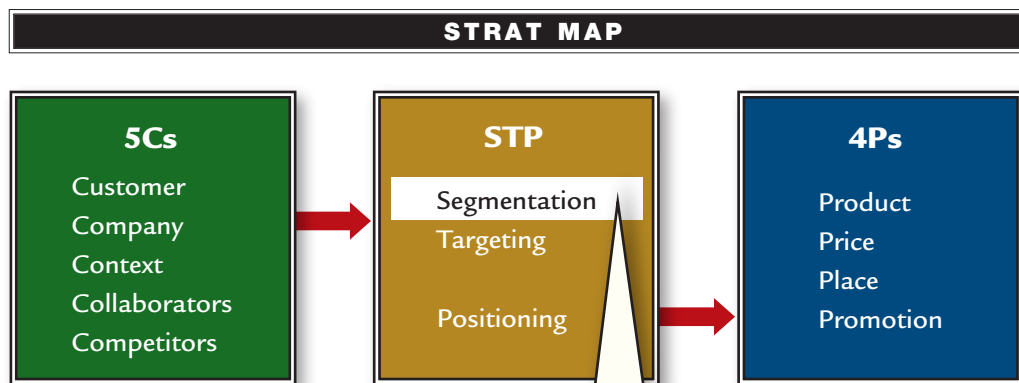 STRAT MAP
5Cs
Customer
Company
Context
Collaborators
Competitors
STP
Segmentation
Targeting
Positioning
4Ps
Product
Price
Place
Promotion